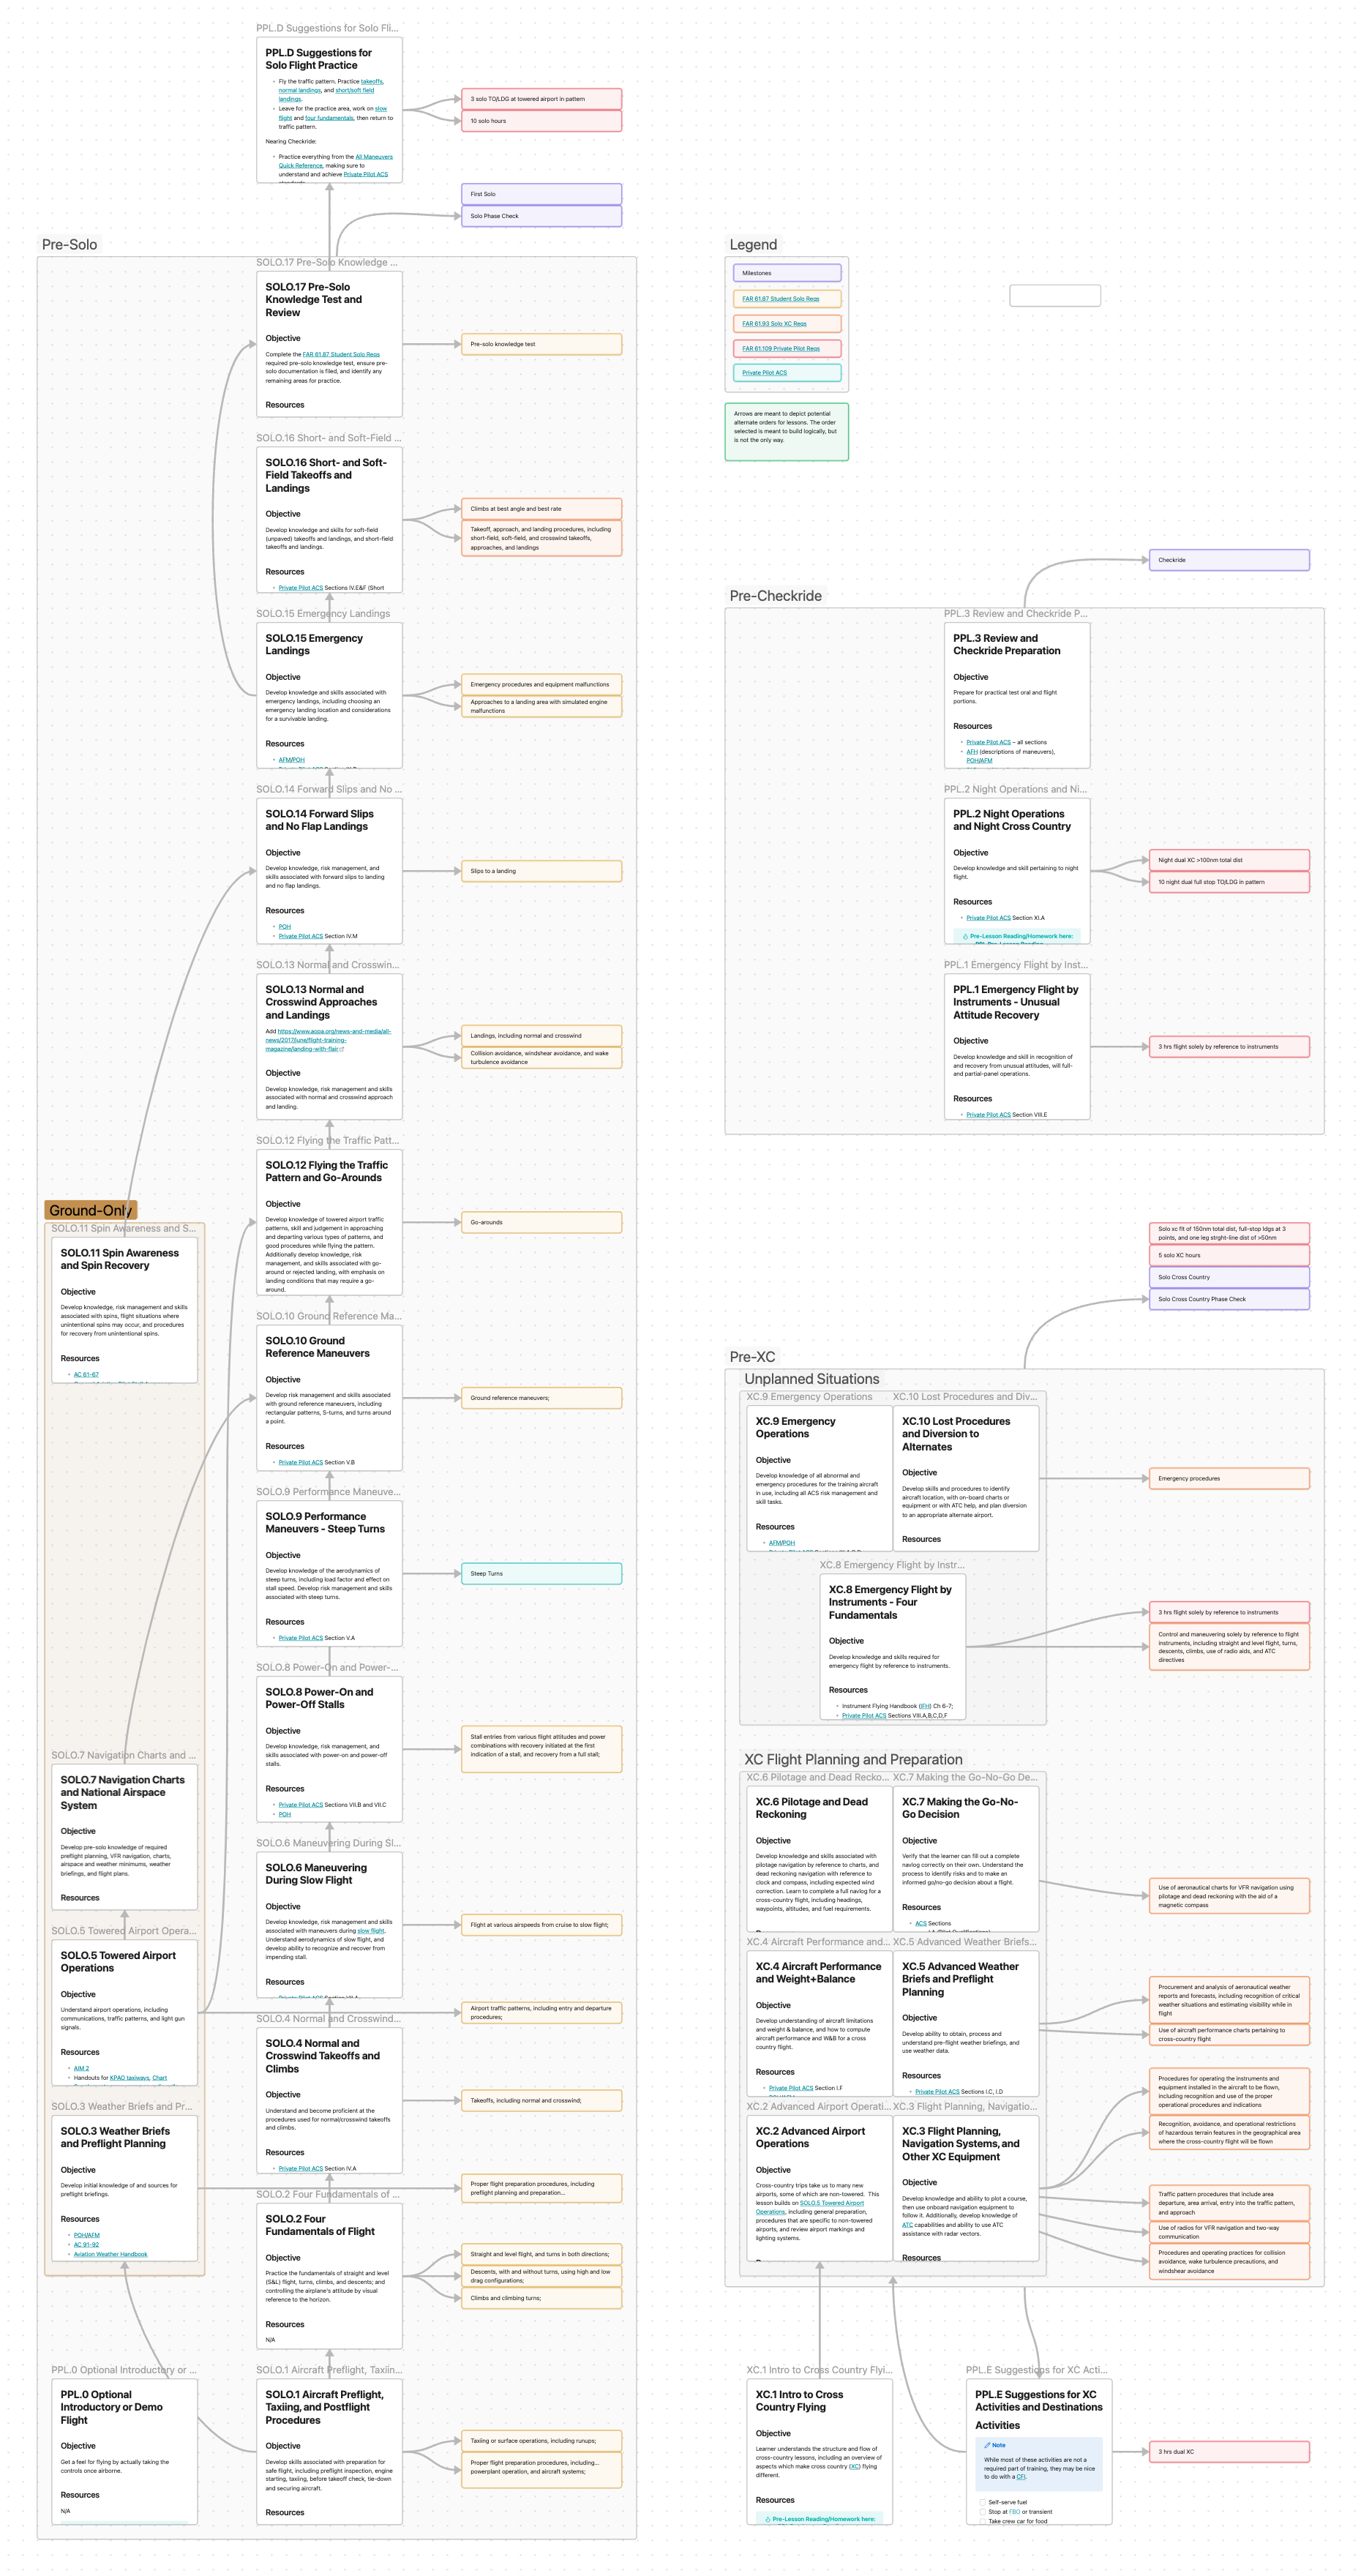 PPL.D Suggestions for Solo Fli...
PPL.D Suggestions for
Solo Flight Practice
Fly the traffic pattern. Practice takeoffs,
normal landings, and short/soft field
landings.
Leave for the practice area, work on slow
flight and four fundamentals, then return to
traffic pattern.
Nearing Checkride:
Practice everything from the All Maneuvers
Quick Reference, making sure to
understand and achieve Private Pilot ACS
3 solo TO/LDG at towered airport in pattern
10 solo hours
First Solo
Solo Phase Check
Pre-Solo
SOLO.17 Pre-Solo Knowledge ...
SOLO.17 Pre-Solo
Knowledge Test and
Review
Objective
Complete the FAR 61.87 Student Solo Reqs
required pre-solo knowledge test, ensure pre-
solo documentation is filed, and identify any
remaining areas for practice.
Resources
Pre-solo knowledge test
SOLO.16 Short- and Soft-Field ...
SOLO.16 Short- and Soft-
Field Takeoffs and
Landings
Objective
Develop knowledge and skills for soft-field
(unpaved) takeoffs and landings, and short-field
takeoffs and landings.
Resources
Private Pilot ACS Sections IV.E&F (Short
Climbs at best angle and best rate
Takeoff, approach, and landing procedures, including
short-field, soft-field, and crosswind takeoffs,
approaches, and landings
SOLO.15 Emergency Landings
SOLO.15 Emergency
Landings
Objective
Develop knowledge and skills associated with
emergency landings, including choosing an
emergency landing location and considerations
for a survivable landing.
Resources
AFM/POH
Emergency procedures and equipment malfunctions
Approaches to a landing area with simulated engine
malfunctions
SOLO.14 Forward Slips and No ...
SOLO.14 Forward Slips
and No Flap Landings
Objective
Develop knowledge, risk management, and
skills associated with forward slips to landing
and no flap landings.
Resources
POH
Private Pilot ACS Section IV.M
Slips to a landing
SOLO.13 Normal and Crosswin...
SOLO.13 Normal and
Crosswind Approaches
and Landings
Add https://www.aopa.org/news-and-media/all-
news/2017/june/flight-training-
magazine/landing-with-flair
Objective
Develop knowledge, risk management and skills
associated with normal and crosswind approach
and landing.
Landings, including normal and crosswind
Collision avoidance, windshear avoidance, and wake
turbulence avoidance
SOLO.12 Flying the Traffic Patt...
SOLO.12 Flying the Traffic
Pattern and Go-Arounds
Objective
Develop knowledge of towered airport traffic
patterns, skill and judgement in approaching
and departing various types of patterns, and
good procedures while flying the pattern.
Additionally develop knowledge, risk
management, and skills associated with go-
around or rejected landing, with emphasis on
landing conditions that may require a go-
around.
Go-arounds
Ground-Only
SOLO.11 Spin Awareness and S...
SOLO.11 Spin Awareness
and Spin Recovery
Objective
Develop knowledge, risk management and skills
associated with spins, flight situations where
unintentional spins may occur, and procedures
for recovery from unintentional spins.
Resources
AC 61-67
SOLO.10 Ground Reference Ma...
SOLO.10 Ground
Reference Maneuvers
Objective
Develop risk management and skills associated
with ground reference maneuvers, including
rectangular patterns, S-turns, and turns around
a point.
Resources
Private Pilot ACS Section V.B
Ground reference maneuvers;
SOLO.9 Performance Maneuve...
SOLO.9 Performance
Maneuvers - Steep Turns
Objective
Develop knowledge of the aerodynamics of
steep turns, including load factor and effect on
stall speed. Develop risk management and skills
associated with steep turns.
Resources
Private Pilot ACS Section V.A
Steep Turns
SOLO.8 Power-On and Power-...
SOLO.8 Power-On and
Power-Off Stalls
Objective
Develop knowledge, risk management, and
skills associated with power-on and power-off
stalls.
Resources
Private Pilot ACS Sections VII.B and VII.C
POH
Stall entries from various flight attitudes and power
combinations with recovery initiated at the first
indication of a stall, and recovery from a full stall;
SOLO.7 Navigation Charts and ...
SOLO.7 Navigation Charts
and National Airspace
System
Objective
Develop pre-solo knowledge of required
preflight planning, VFR navigation, charts,
airspace and weather minimums, weather
briefings, and flight plans.
Resources
SOLO.6 Maneuvering During Sl...
SOLO.6 Maneuvering
During Slow Flight
Objective
Develop knowledge, risk management and skills
associated with maneuvers during slow flight.
Understand aerodynamics of slow flight, and
develop ability to recognize and recover from
impending stall.
Resources
Flight at various airspeeds from cruise to slow flight;
SOLO.5 Towered Airport Opera...
SOLO.5 Towered Airport
Operations
Objective
Understand airport operations, including
communications, traffic patterns, and light gun
signals.
Resources
AIM 2
Handouts for KPAO taxiways, Chart
Airport traffic patterns, including entry and departure
procedures;
SOLO.4 Normal and Crosswind...
SOLO.4 Normal and
Crosswind Takeoffs and
Climbs
Objective
Understand and become proficient at the
procedures used for normal/crosswind takeoffs
and climbs.
Resources
Private Pilot ACS Section IV.A
Takeoffs, including normal and crosswind;
SOLO.3 Weather Briefs and Pr...
SOLO.3 Weather Briefs
and Preflight Planning
Objective
Develop initial knowledge of and sources for
preflight briefings.
Resources
POH/AFM
AC 91-92
Aviation Weather Handbook
Proper flight preparation procedures, including
preflight planning and preparation...
SOLO.2 Four Fundamentals of ...
SOLO.2 Four
Fundamentals of Flight
Objective
Practice the fundamentals of straight and level
(S&L) flight, turns, climbs, and descents; and
controlling the airplane's attitude by visual
reference to the horizon.
Resources
N/A
Straight and level flight, and turns in both directions;
Descents, with and without turns, using high and low
drag configurations;
Climbs and climbing turns;
PPL.0 Optional Introductory or ...
PPL.0 Optional
Introductory or Demo
Flight
Objective
Get a feel for flying by actually taking the
controls once airborne.
Resources
N/A
SOLO.1 Aircraft Preflight, Taxiin...
SOLO.1 Aircraft Preflight,
Taxiing, and Postflight
Procedures
Objective
Develop skills associated with preparation for
safe flight, including preflight inspection, engine
starting, taxiing, before takeoff check, tie-down
and securing aircraft.
Resources
Taxiing or surface operations, including runups;
Proper flight preparation procedures, including...
powerplant operation, and aircraft systems;
Legend
Milestones
FAR 61.87 Student Solo Reqs
FAR 61.93 Solo XC Reqs
FAR 61.109 Private Pilot Reqs
Private Pilot ACS
Arrows are meant to depict potential
alternate orders for lessons. The order
selected is meant to build logically, but
is not the only way.
Checkride
Pre-Checkride
PPL.3 Review and Checkride P...
PPL.3 Review and
Checkride Preparation
Objective
Prepare for practical test oral and flight
portions.
Resources
Private Pilot ACS – all sections
AFH (descriptions of maneuvers),
POH/AFM
PPL.2 Night Operations and Ni...
PPL.2 Night Operations
and Night Cross Country
Objective
Develop knowledge and skill pertaining to night
flight.
Resources
Private Pilot ACS Section XI.A
Pre-Lesson Reading/Homework here:
Night dual XC >100nm total dist
10 night dual full stop TO/LDG in pattern
PPL.1 Emergency Flight by Inst...
PPL.1 Emergency Flight by
Instruments - Unusual
Attitude Recovery
Objective
Develop knowledge and skill in recognition of
and recovery from unusual attitudes, will full-
and partial-panel operations.
Resources
Private Pilot ACS Section VIII.E
3 hrs flight solely by reference to instruments
Solo xc flt of 150nm total dist, full-stop ldgs at 3
points, and one leg strght-line dist of >50nm
5 solo XC hours
Solo Cross Country
Solo Cross Country Phase Check
Pre-XC
Unplanned Situations
XC.9 Emergency Operations
XC.9 Emergency
Operations
Objective
Develop knowledge of all abnormal and
emergency procedures for the training aircraft
in use, including all ACS risk management and
skill tasks.
Resources
AFM/POH
XC.10 Lost Procedures and Div...
XC.10 Lost Procedures
and Diversion to
Alternates
Objective
Develop skills and procedures to identify
aircraft location, with on-board charts or
equipment or with ATC help, and plan diversion
to an appropriate alternate airport.
Resources
Emergency procedures
XC.8 Emergency Flight by Instr...
XC.8 Emergency Flight by
Instruments - Four
Fundamentals
Objective
Develop knowledge and skills required for
emergency flight by reference to instruments.
Resources
Instrument Flying Handbook (IFH) Ch 6-7;
Private Pilot ACS Sections VIII.A,B,C,D,F
3 hrs flight solely by reference to instruments
Control and maneuvering solely by reference to flight
instruments, including straight and level flight, turns,
descents, climbs, use of radio aids, and ATC
directives
XC Flight Planning and Preparation
XC.6 Pilotage and Dead Recko...
XC.6 Pilotage and Dead
Reckoning
Objective
Develop knowledge and skills associated with
pilotage navigation by reference to charts, and
dead reckoning navigation with reference to
clock and compass, including expected wind
correction. Learn to complete a full navlog for a
cross-country flight, including headings,
waypoints, altitudes, and fuel requirements.
XC.7 Making the Go-No-Go De...
XC.7 Making the Go-No-
Go Decision
Objective
Verify that the learner can fill out a complete
navlog correctly on their own. Understand the
process to identify risks and to make an
informed go/no-go decision about a flight.
Resources
ACS Sections
Use of aeronautical charts for VFR navigation using
pilotage and dead reckoning with the aid of a
magnetic compass
XC.4 Aircraft Performance and...
XC.4 Aircraft Performance
and Weight+Balance
Objective
Develop understanding of aircraft limitations
and weight & balance, and how to compute
aircraft performance and W&B for a cross
country flight.
Resources
Private Pilot ACS Section I.F
XC.5 Advanced Weather Briefs...
XC.5 Advanced Weather
Briefs and Preflight
Planning
Objective
Develop ability to obtain, process and
understand pre-flight weather briefings, and
use weather data.
Resources
Private Pilot ACS Sections I.C, I.D
Procurement and analysis of aeronautical weather
reports and forecasts, including recognition of critical
weather situations and estimating visibility while in
flight
Use of aircraft performance charts pertaining to
cross-country flight
XC.2 Advanced Airport Operati...
XC.2 Advanced Airport
Operations
Objective
Cross-country trips take us to many new
airports, some of which are non-towered. This
lesson builds on SOLO.5 Towered Airport
Operations, including general preparation,
procedures that are specific to non-towered
airports, and review airport markings and
lighting systems.
XC.3 Flight Planning, Navigatio...
XC.3 Flight Planning,
Navigation Systems, and
Other XC Equipment
Objective
Develop knowledge and ability to plot a course,
then use onboard navigation equipment to
follow it. Additionally, develop knowledge of
ATC capabilities and ability to use ATC
assistance with radar vectors.
Resources
Procedures for operating the instruments and
equipment installed in the aircraft to be flown,
including recognition and use of the proper
operational procedures and indications
Recognition, avoidance, and operational restrictions
of hazardous terrain features in the geographical area
where the cross-country flight will be flown
Traffic pattern procedures that include area
departure, area arrival, entry into the traffic pattern,
and approach
Use of radios for VFR navigation and two-way
communication
Procedures and operating practices for collision
avoidance, wake turbulence precautions, and
windshear avoidance
XC.1 Intro to Cross Country Flyi...
XC.1 Intro to Cross
Country Flying
Objective
Learner understands the structure and flow of
cross-country lessons, including an overview of
aspects which make cross country (XC) flying
different.
Resources
Pre-Lesson Reading/Homework here:
PPL.E Suggestions for XC Acti...
PPL.E Suggestions for XC
Activities and Destinations
Activities
Note
While most of these activities are not a
required part of training, they may be nice
to do with a CFI.
Self-serve fuel
Stop at FBO or transient
Take crew car for food
3 hrs dual XC